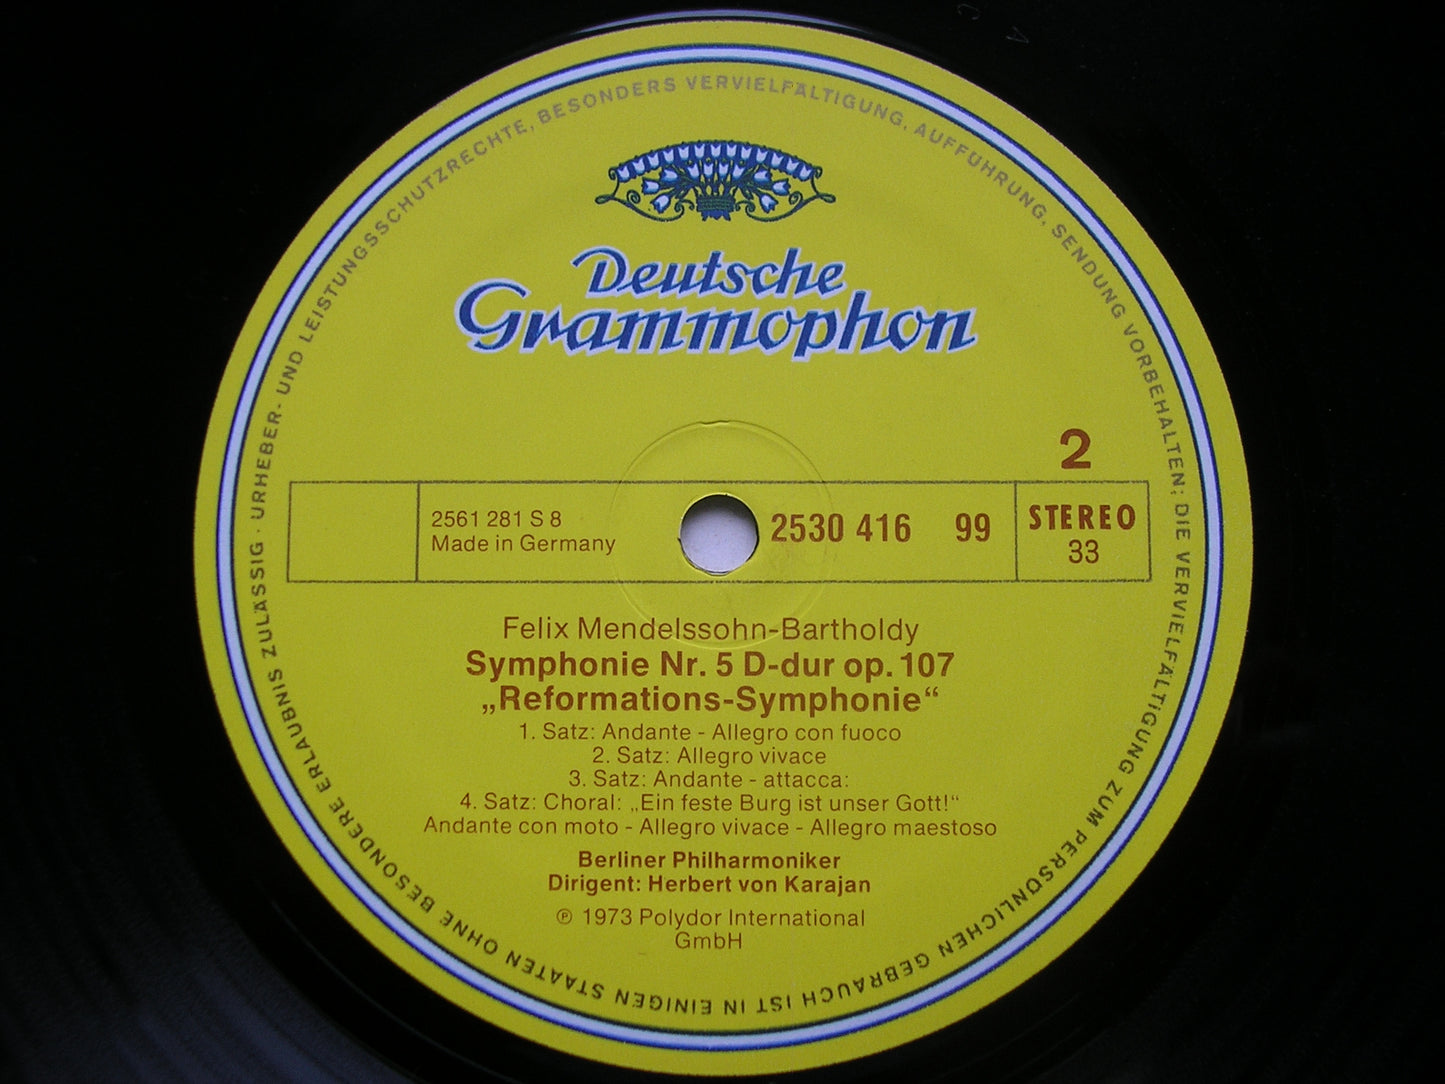 URHEBER- UND LEISTUNGSSCHUTZRECHTE, BESONDERS VERVIELFÄLTIGUNG, AUFFÜHRUNG, SENDUNG VORBEHALTEN; DIE VERVIELFÄLTIGUNG ZUM PERSÖNLICHEN GEBRAUCH IST IN EINIGEN STAATEN OHNE BESONDERE ERLAUBNIS ZULÄSSIG ·
Deutsche
Grammophon
2
2561 281 S 8
Made in Germany
2530 416 99
STEREO
33
Felix Mendelssohn-Bartholdy
Symphonie Nr. 5 D-dur op. 107
„Reformations-Symphonie“
1. Satz: Andante - Allegro con fuoco
2. Satz: Allegro vivace
3. Satz: Andante - attacca:
4. Satz: Choral: „Ein feste Burg ist unser Gott!“
Andante con moto - Allegro vivace - Allegro maestoso
Berliner Philharmoniker
Dirigent: Herbert von Karajan
℗ 1973 Polydor International
GmbH